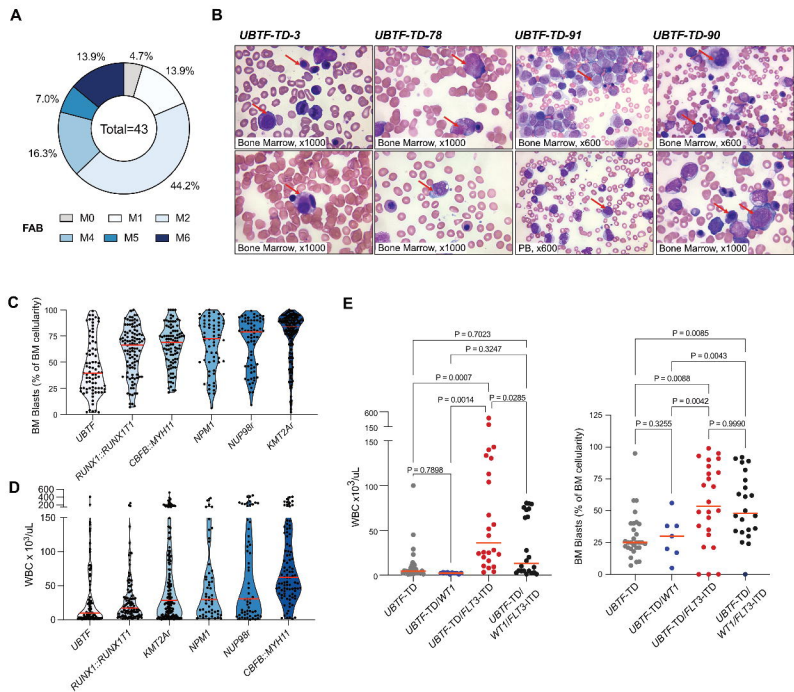 A
4.7%
13.9%
13.9%
7.0%
Total=43
16.3%
44.2%
FAB
M0
M1
M2
M4
M5
M6
B
UBTF-TD-3
UBTF-TD-78
UBTF-TD-91
UBTF-TD-90
Bone Marrow, x1000
Bone Marrow, x1000
Bone Marrow, x600
Bone Marrow, x600
Bone Marrow, x1000
Bone Marrow, x1000
PB, x600
Bone Marrow, x1000
C
BM Blasts (% of BM cellularity)
100
75
50
25
0
UBTF
RUNX1::RUNX1T1
CBFB::MYH11
NPM1
NUP98r
KMT2Ar
D
WBC x10³/uL
600
400
200
150
100
50
0
UBTF
RUNX1::RUNX1T1
KMT2Ar
NPM1
NUP98r
CBFB::MYH11
E
P = 0.7023
P = 0.3247
P = 0.0007
P = 0.0014
P = 0.0285
P = 0.7898
WBC x10³/uL
600
150
150
100
50
0
UBTF-TD
UBTF-TD/WT1
UBTF-TD/FLT3-ITD
UBTF-TD/
WT1/FLT3-ITD
P = 0.0085
P = 0.0043
P = 0.0088
P = 0.0042
P = 0.3255
P = 0.9990
BM Blasts (% of BM cellularity)
125
100
75
50
25
0
UBTF-TD
UBTF-TD/WT1
UBTF-TD/FLT3-ITD
UBTF-TD/
WT1/FLT3-ITD